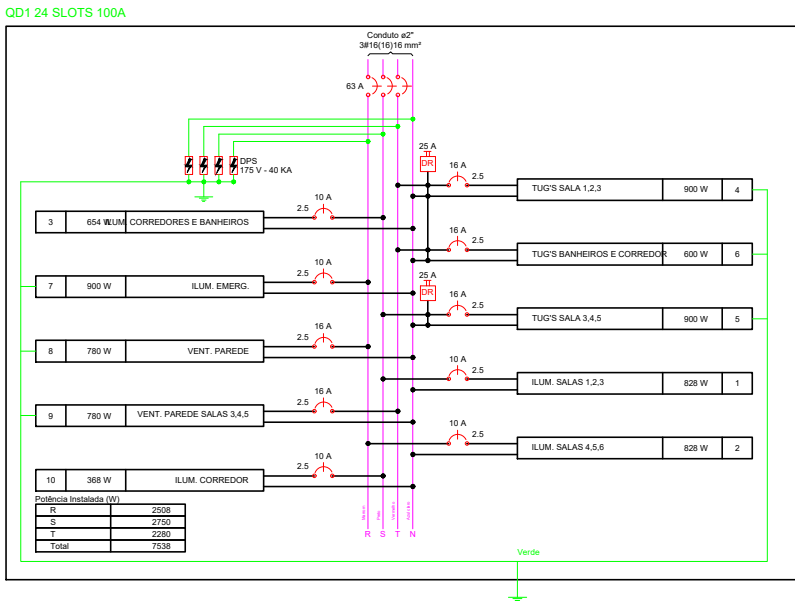 QD1 24 SLOTS 100A
Conduto ø2"
3#16(16)16 mm²
63 A
DPS
175 V - 40 KA
25 A
DR
16 A
2.5
TUG'S SALA 1,2,3 900 W 4
10 A
2.5
3 654 W ILUM. CORREDORES E BANHEIROS
16 A
2.5
TUG'S BANHEIROS E CORREDOR 600 W 6
10 A
2.5
7 900 W ILUM. EMERG.
25 A
DR
16 A
2.5
TUG'S SALA 3,4,5 900 W 5
16 A
2.5
8 780 W VENT. PAREDE
10 A
2.5
ILUM. SALAS 1,2,3 828 W 1
16 A
2.5
9 780 W VENT. PAREDE SALAS 3,4,5
10 A
2.5
ILUM. SALAS 4,5,6 828 W 2
10 A
2.5
10 368 W ILUM. CORREDOR
Potência Instalada (W)
R 2508
S 2750
T 2280
Total 7538
R S T N
Verde